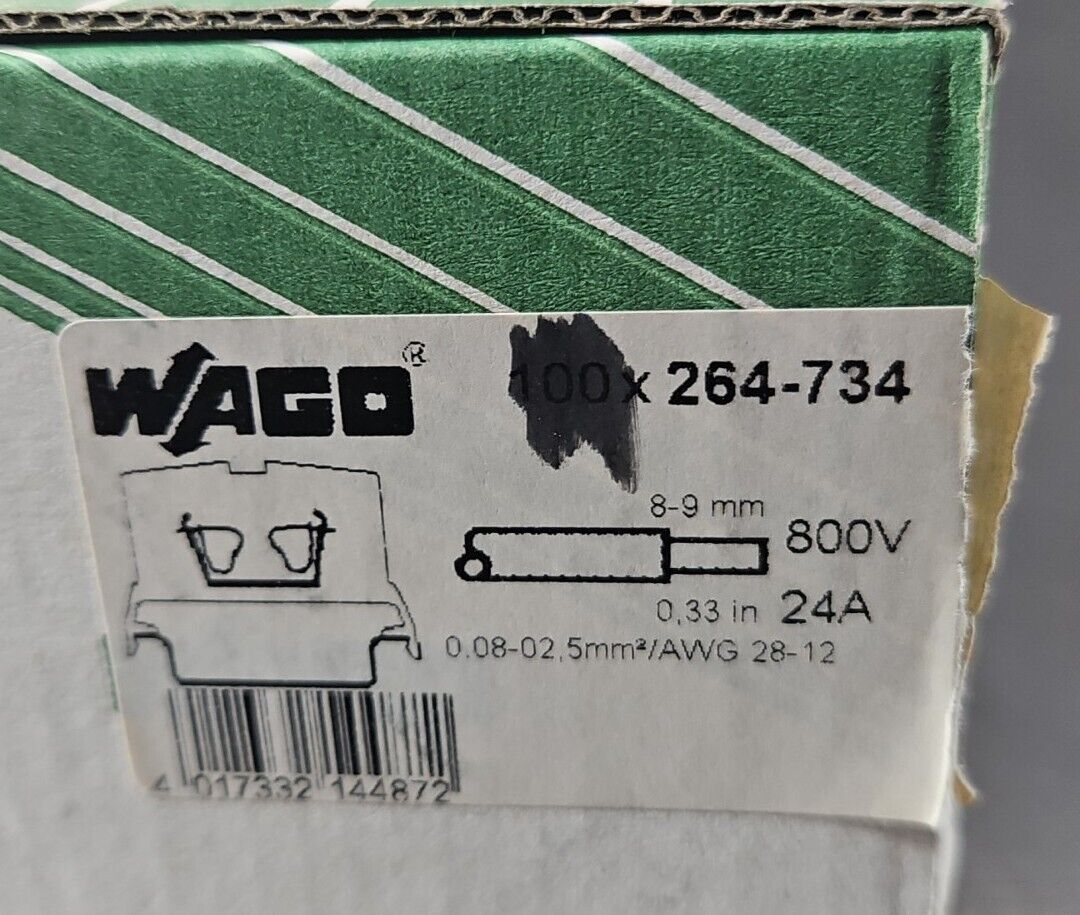 WAGO®
100 x 264-734
8-9 mm
800V
0,33 in
24A
0.08-02,5mm²/AWG 28-12
4 017332 144872